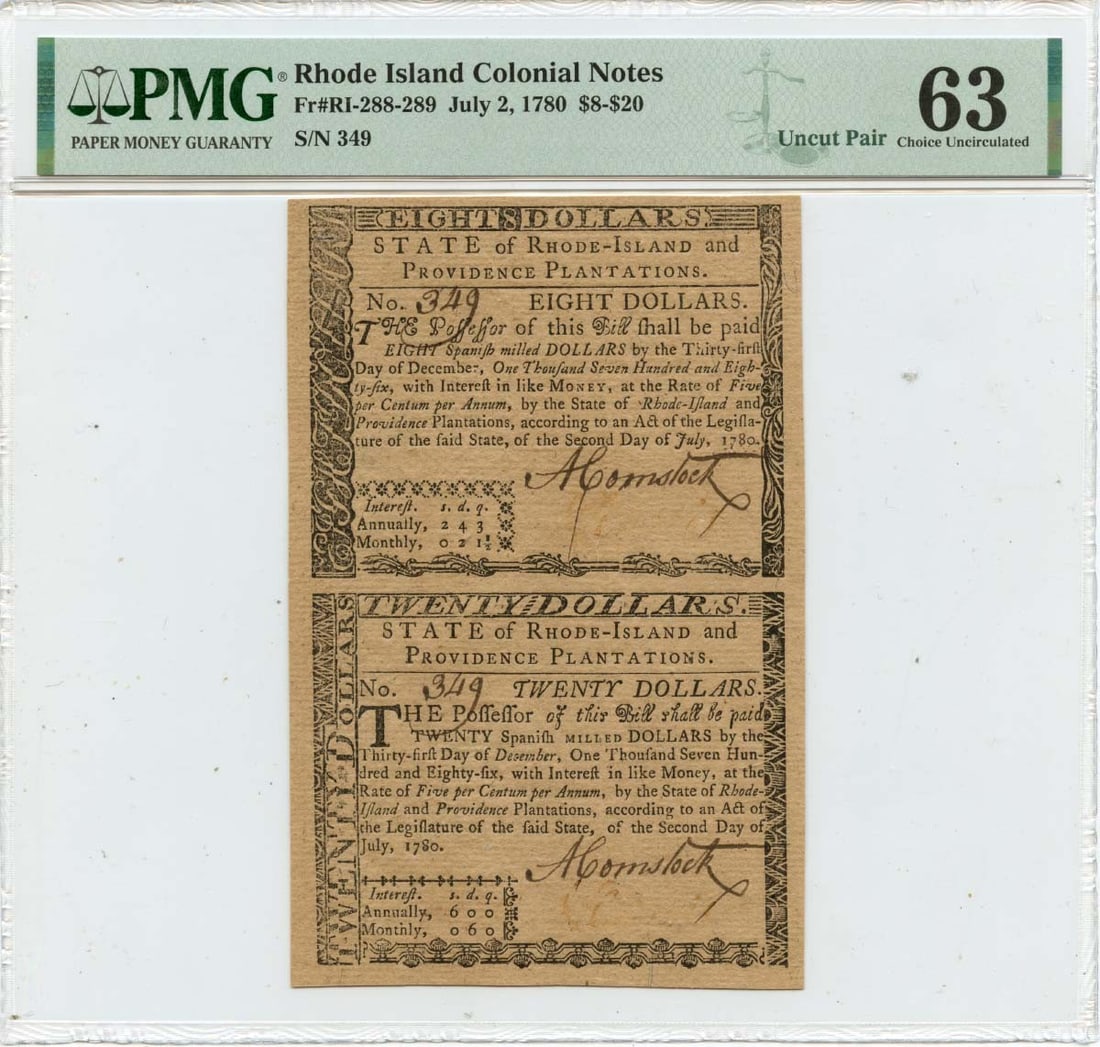 PMG® Rhode Island Colonial Notes
Fr#RI-288-289 July 2, 1780 $8-$20
PAPER MONEY GUARANTY S/N 349
Uncut Pair
63
Choice Uncirculated
EIGHT 8 DOLLARS
STATE of RHODE-ISLAND and
PROVIDENCE PLANTATIONS.
No. 349 EIGHT DOLLARS.
THE Poſſeſſor of this Bill ſhall be paid
EIGHT Spaniſh milled DOLLARS by the Thirty-firſt
Day of December, One Thouſand Seven Hundred and Eigh-
ty-ſix, with Intereſt in like MONEY, at the Rate of Five
per Centum per Annum, by the State of Rhode-Iſland and
Providence Plantations, according to an Act of the Legiſla-
ture of the ſaid State, of the Second Day of July, 1780.
A Comstock
Intereſt. s. d. q.
Annually, 2 4 3
Monthly, 0 2 1½
TWENTY DOLLARS.
TWENTY DOLLARS
STATE of RHODE-ISLAND and
PROVIDENCE PLANTATIONS.
No. 349 TWENTY DOLLARS.
THE Poſſeſſor of this Bill shall be paid
TWENTY Spaniſh MILLED DOLLARS by the
Thirty-firſt Day of December, One Thouſand Seven Hun-
dred and Eighty-ſix, with Intereſt in like Money, at the
Rate of Five per Centum per Annum, by the State of Rhode-
Iſland and Providence Plantations, according to an Act of
the Legiſlature of the ſaid State, of the Second Day of
July, 1780.
A Comstock
Intereſt. s. d. q.
Annually, 6 0 0
Monthly, 0 6 0